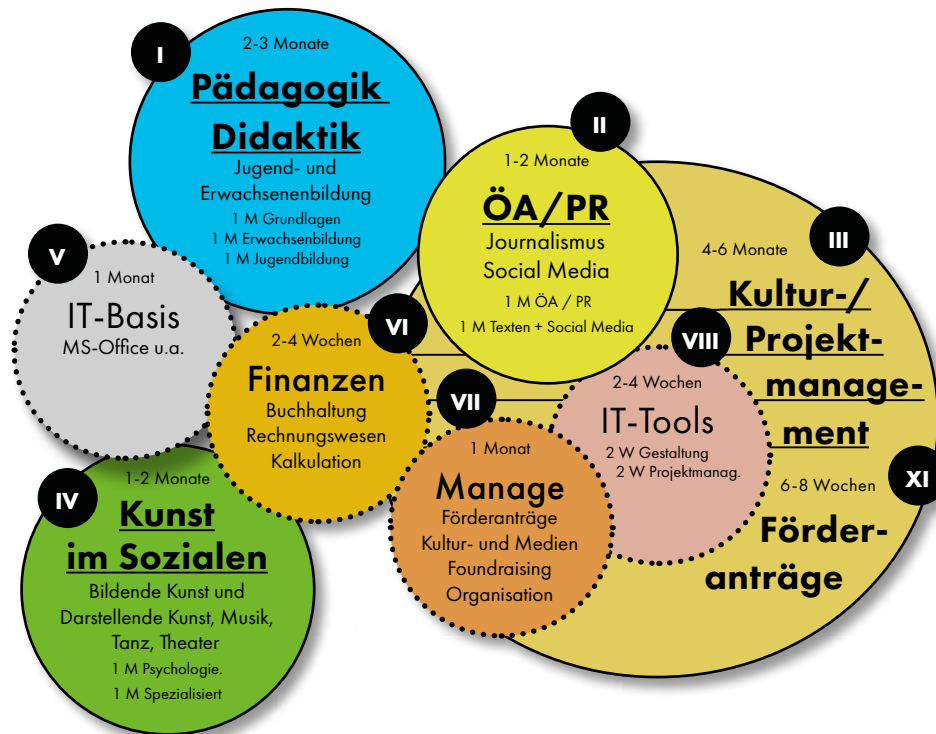 I
2-3 Monate
Pädagogik
Didaktik
Jugend- und
Erwachsenenbildung
1 M Grundlagen
1 M Erwachsenbildung
1 M Jugendbildung
II
1-2 Monate
ÖA/PR
Journalismus
Social Media
1 M ÖA / PR
1 M Texten + Social Media
III
4-6 Monate
Kultur-/
Projekt-
manage-
ment
V
1 Monat
IT-Basis
MS-Office u.a.
VI
2-4 Wochen
Finanzen
Buchhaltung
Rechnungswesen
Kalkulation
VIII
2-4 Wochen
IT-Tools
2 W Gestaltung
2 W Projektmanag.
VII
1 Monat
Manage
Förderanträge
Kultur- und Medien
Foundraising
Organisation
XI
6-8 Wochen
Förder-
anträge
IV
1-2 Monate
Kunst
im Sozialen
Bildende Kunst und
Darstellende Kunst, Musik,
Tanz, Theater
1 M Psychologie.
1 M Spezialisiert